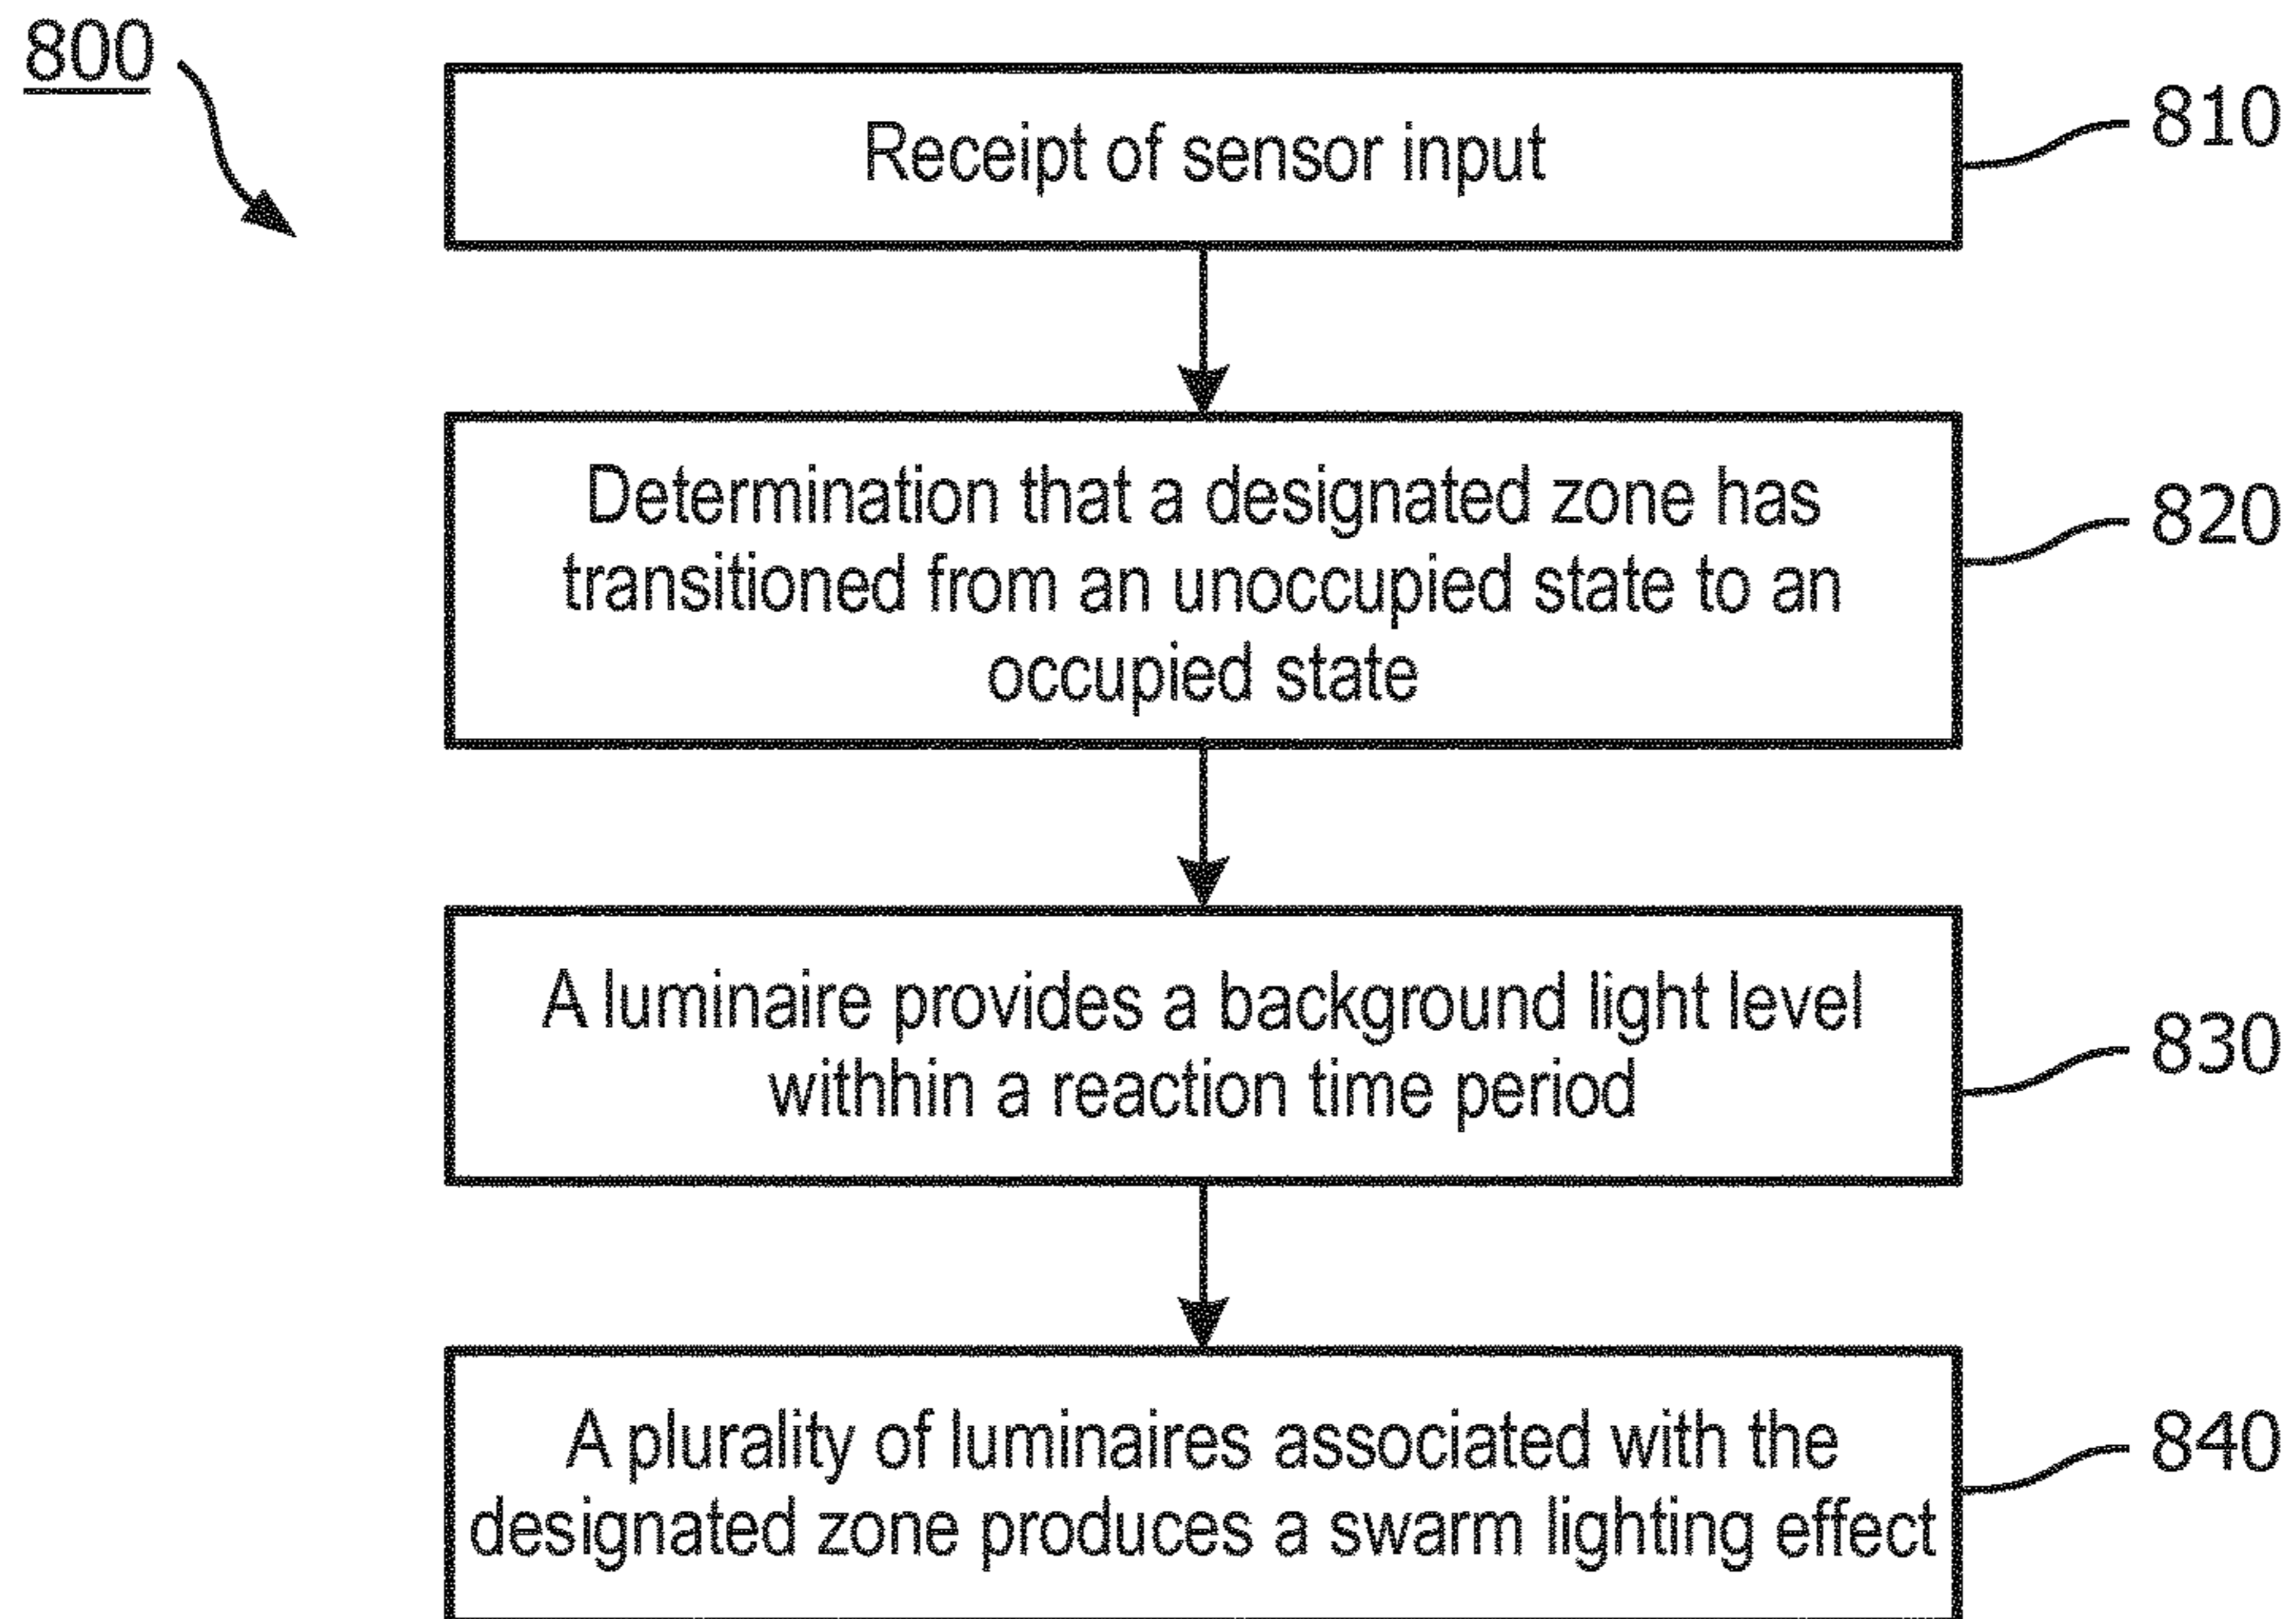 800
Receipt of sensor input
810
Determination that a designated zone has
transitioned from an unoccupied state to an
occupied state
820
A luminaire provides a background light level
withhin a reaction time period
830
A plurality of luminaires associated with the
designated zone produces a swarm lighting effect
840